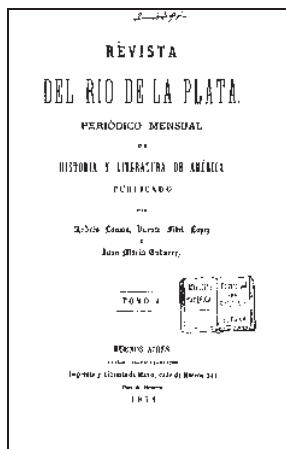 REVISTA
DEL RIO DE LA PLATA.
PERIÓDICO MENSUAL
DE
HISTORIA Y LITERATURA DE AMÉRICA
PUBLICADO
POR
Andrés Lamas, Vicente Fidel Lopez
Juan María Gutierrez
TOMO
BUENOS AIRES
Imprenta y Librería de Mayo, calle de